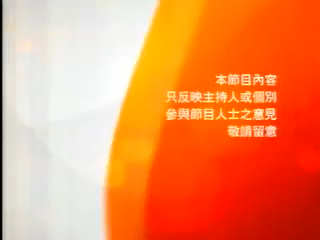 本節目內容
只反映主持人或個別
參與節目人士之意見
敬請留意